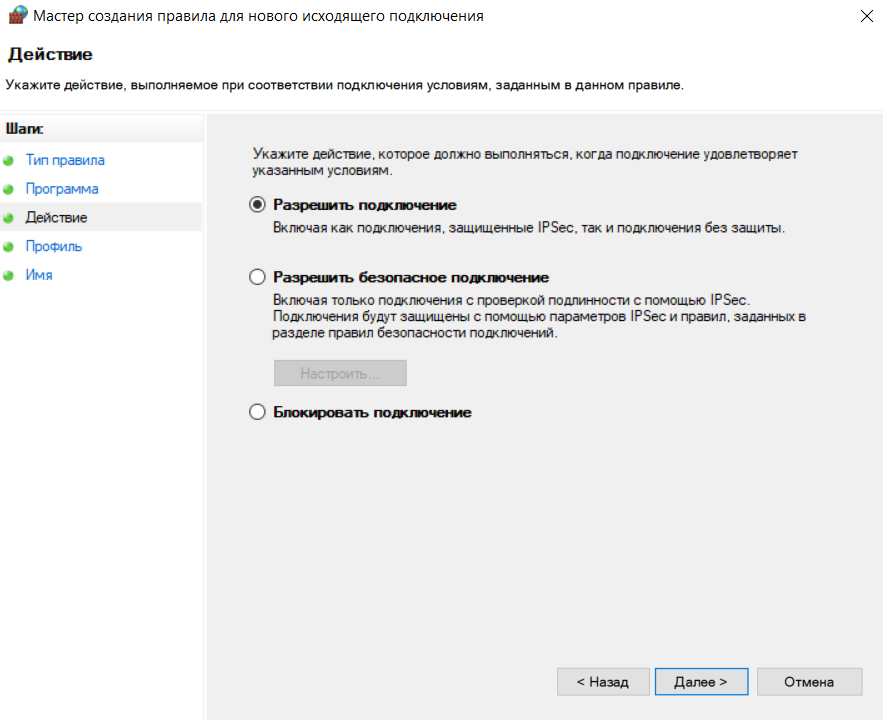 Мастер создания правила для нового исходящего подключения
Действие
Укажите действие, выполняемое при соответствии подключения условиям, заданным в данном правиле.
Шаги:
Тип правила
Программа
Действие
Профиль
Имя
Укажите действие, которое должно выполняться, когда подключение удовлетворяет
указанным условиям.
Разрешить подключение
Включая как подключения, защищенные IPSec, так и подключения без защиты.
Разрешить безопасное подключение
Включая только подключения с проверкой подлинности с помощью IPSec.
Подключения будут защищены с помощью параметров IPSec и правил, заданных в
разделе правил безопасности подключений.
Настроить...
Блокировать подключение
< Назад
Далее >
Отмена